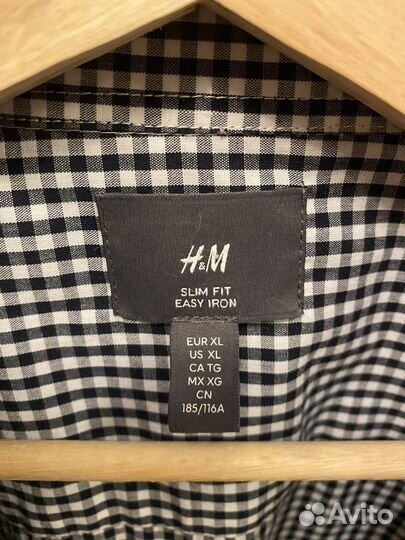 H&M
SLIM FIT
EASY IRON
EUR XL
US XL
CA TG
MX XG
CN
185/116A
Avito